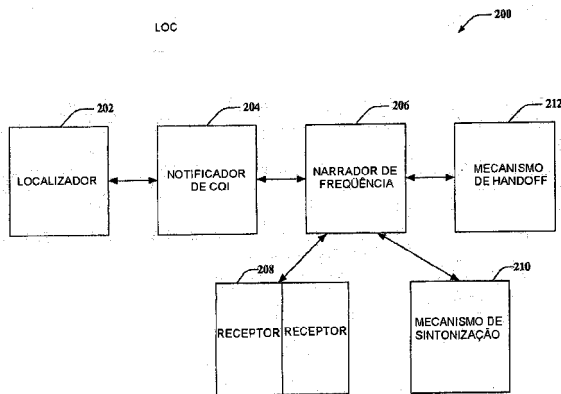 LOC
200
202
204
206
212
LOCALIZADOR
NOTIFICADOR
DE CQI
NARRADOR DE
FREQÜÊNCIA
MECANISMO
DE HANDOFF
208
210
RECEPTOR
RECEPTOR
MECANISMO DE
SINTONIZAÇÃO